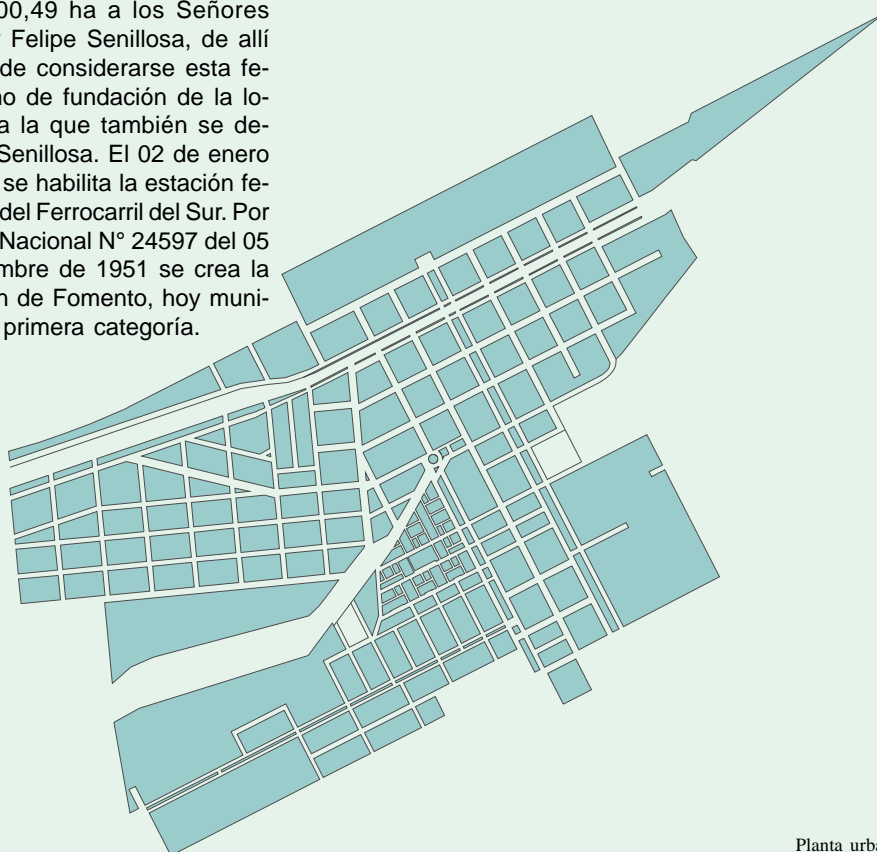 00,49 ha a los Señores
Felipe Senillosa, de allí
de considerarse esta fe-
no de fundación de la lo-
a la que también se de-
Senillosa. El 02 de enero
se habilita la estación fe-
del Ferrocarril del Sur. Por
Nacional N° 24597 del 05
mbre de 1951 se crea la
n de Fomento, hoy muni-
primera categoría.
Planta urba